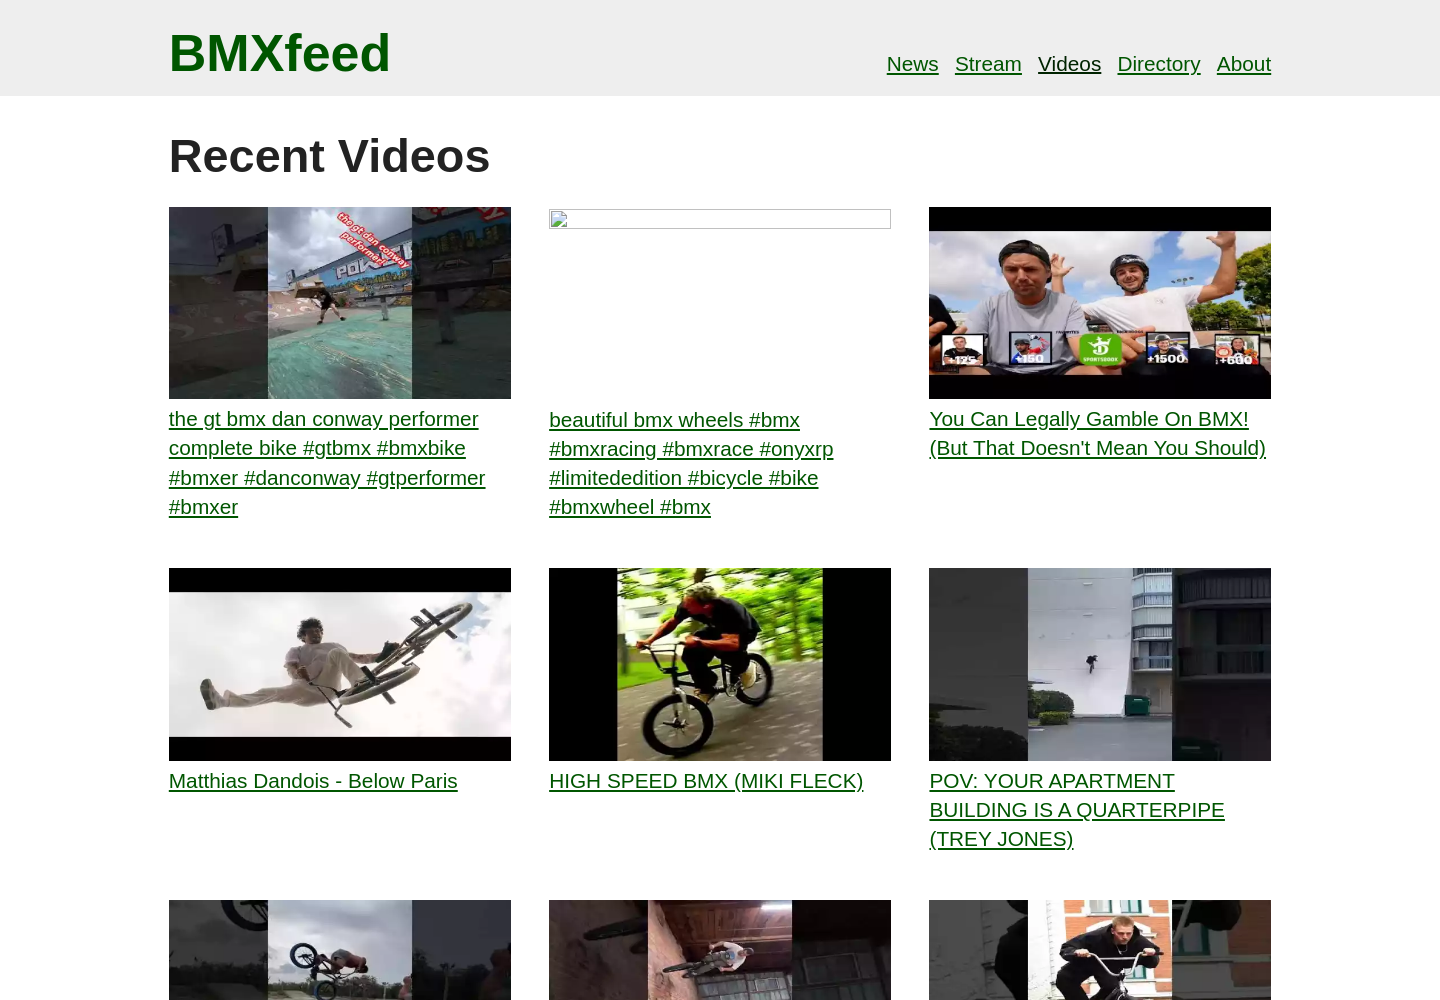 BMXfeed
News Stream Videos Directory About
Recent Videos
the gt dan conway
performer!
the gt bmx dan conway performer
complete bike #gtbmx #bmxbike
#bmxer #danconway #gtperformer
#bmxer
beautiful bmx wheels #bmx
#bmxracing #bmxrace #onyxrp
#limitededition #bicycle #bike
#bmxwheel #bmx
+125 +150 SPORTSBOOK +1500
You Can Legally Gamble On BMX!
(But That Doesn't Mean You Should)
Matthias Dandois - Below Paris
HIGH SPEED BMX (MIKI FLECK)
POV: YOUR APARTMENT
BUILDING IS A QUARTERPIPE
(TREY JONES)